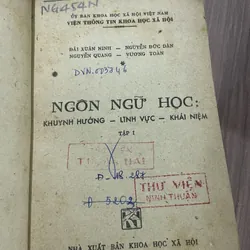 NG454N
ỦY BAN KHOA HỌC XÃ HỘI VIỆT NAM
VIỆN THÔNG TIN KHOA HỌC XÃ HỘI
ĐÁI XUÂN NINH — NGUYỄN ĐỨC DÂN
NGUYỄN QUANG — VƯƠNG TOÀN
NGÔN NGỮ HỌC:
KHUYNH HƯỚNG — LĨNH VỰC — KHÁI NIỆM
TẬP I
Đ 5202
THƯ VIỆN
NINH THUẬN
NHÀ XUẤT BẢN KHOA HỌC XÃ HỘI